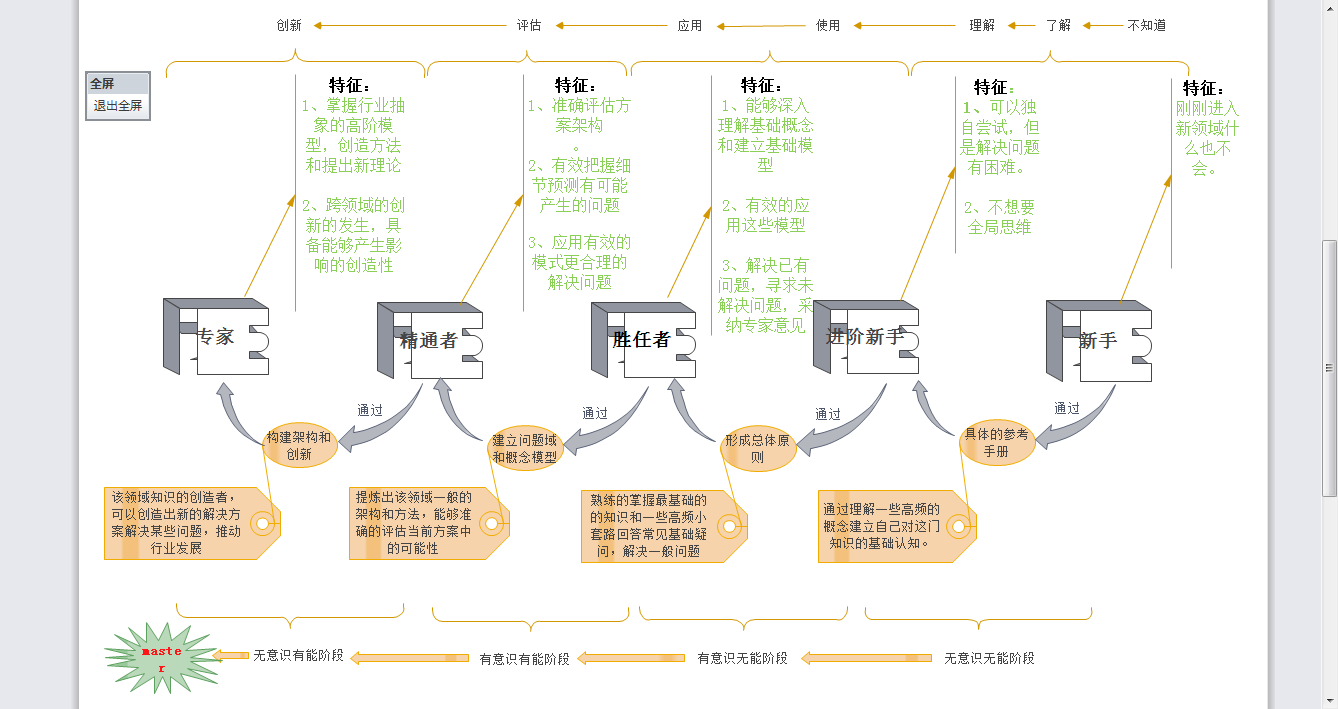 创新
评估
应用
使用
理解
了解
不知道
全屏
退出全屏
特征：
1、掌握行业抽
象的高阶模
型，创造方法
和提出新理论
2、跨领域的创
新的发生，具
备能够产生影
响的创造性
特征：
1、准确评估方
案架构
。
2、有效把握细
节预测有可能
产生的问题
3、应用有效的
模式更合理的
解决问题
特征：
1、能够深入
理解基础概念
和建立基础模
型
2、有效的应
用这些模型
3、解决已有
问题，寻求未
解决问题，采
纳专家意见
特征：
1、可以独
自尝试，但
是解决问题
有困难。
2、不想要
全局思维
特征：
刚刚进入
新领域什
么也不
会。
专家
精通者
胜任者
进阶新手
新手
通过
通过
通过
通过
构建架构和
创新
建立问题域
和概念模型
形成总体原
则
具体的参考
手册
该领域知识的创造者，
可以创造出新的解决方
案解决某些问题，推动
行业发展
提炼出该领域一般的
架构和方法，能够准
确的评估当前方案中
的可能性
熟练的掌握最基础的
的知识和一些高频小
套路回答常见基础疑
问，解决一般问题
通过理解一些高频的
概念建立自己对这门
知识的基础认知。
maste
r
无意识有能阶段
有意识有能阶段
有意识无能阶段
无意识无能阶段